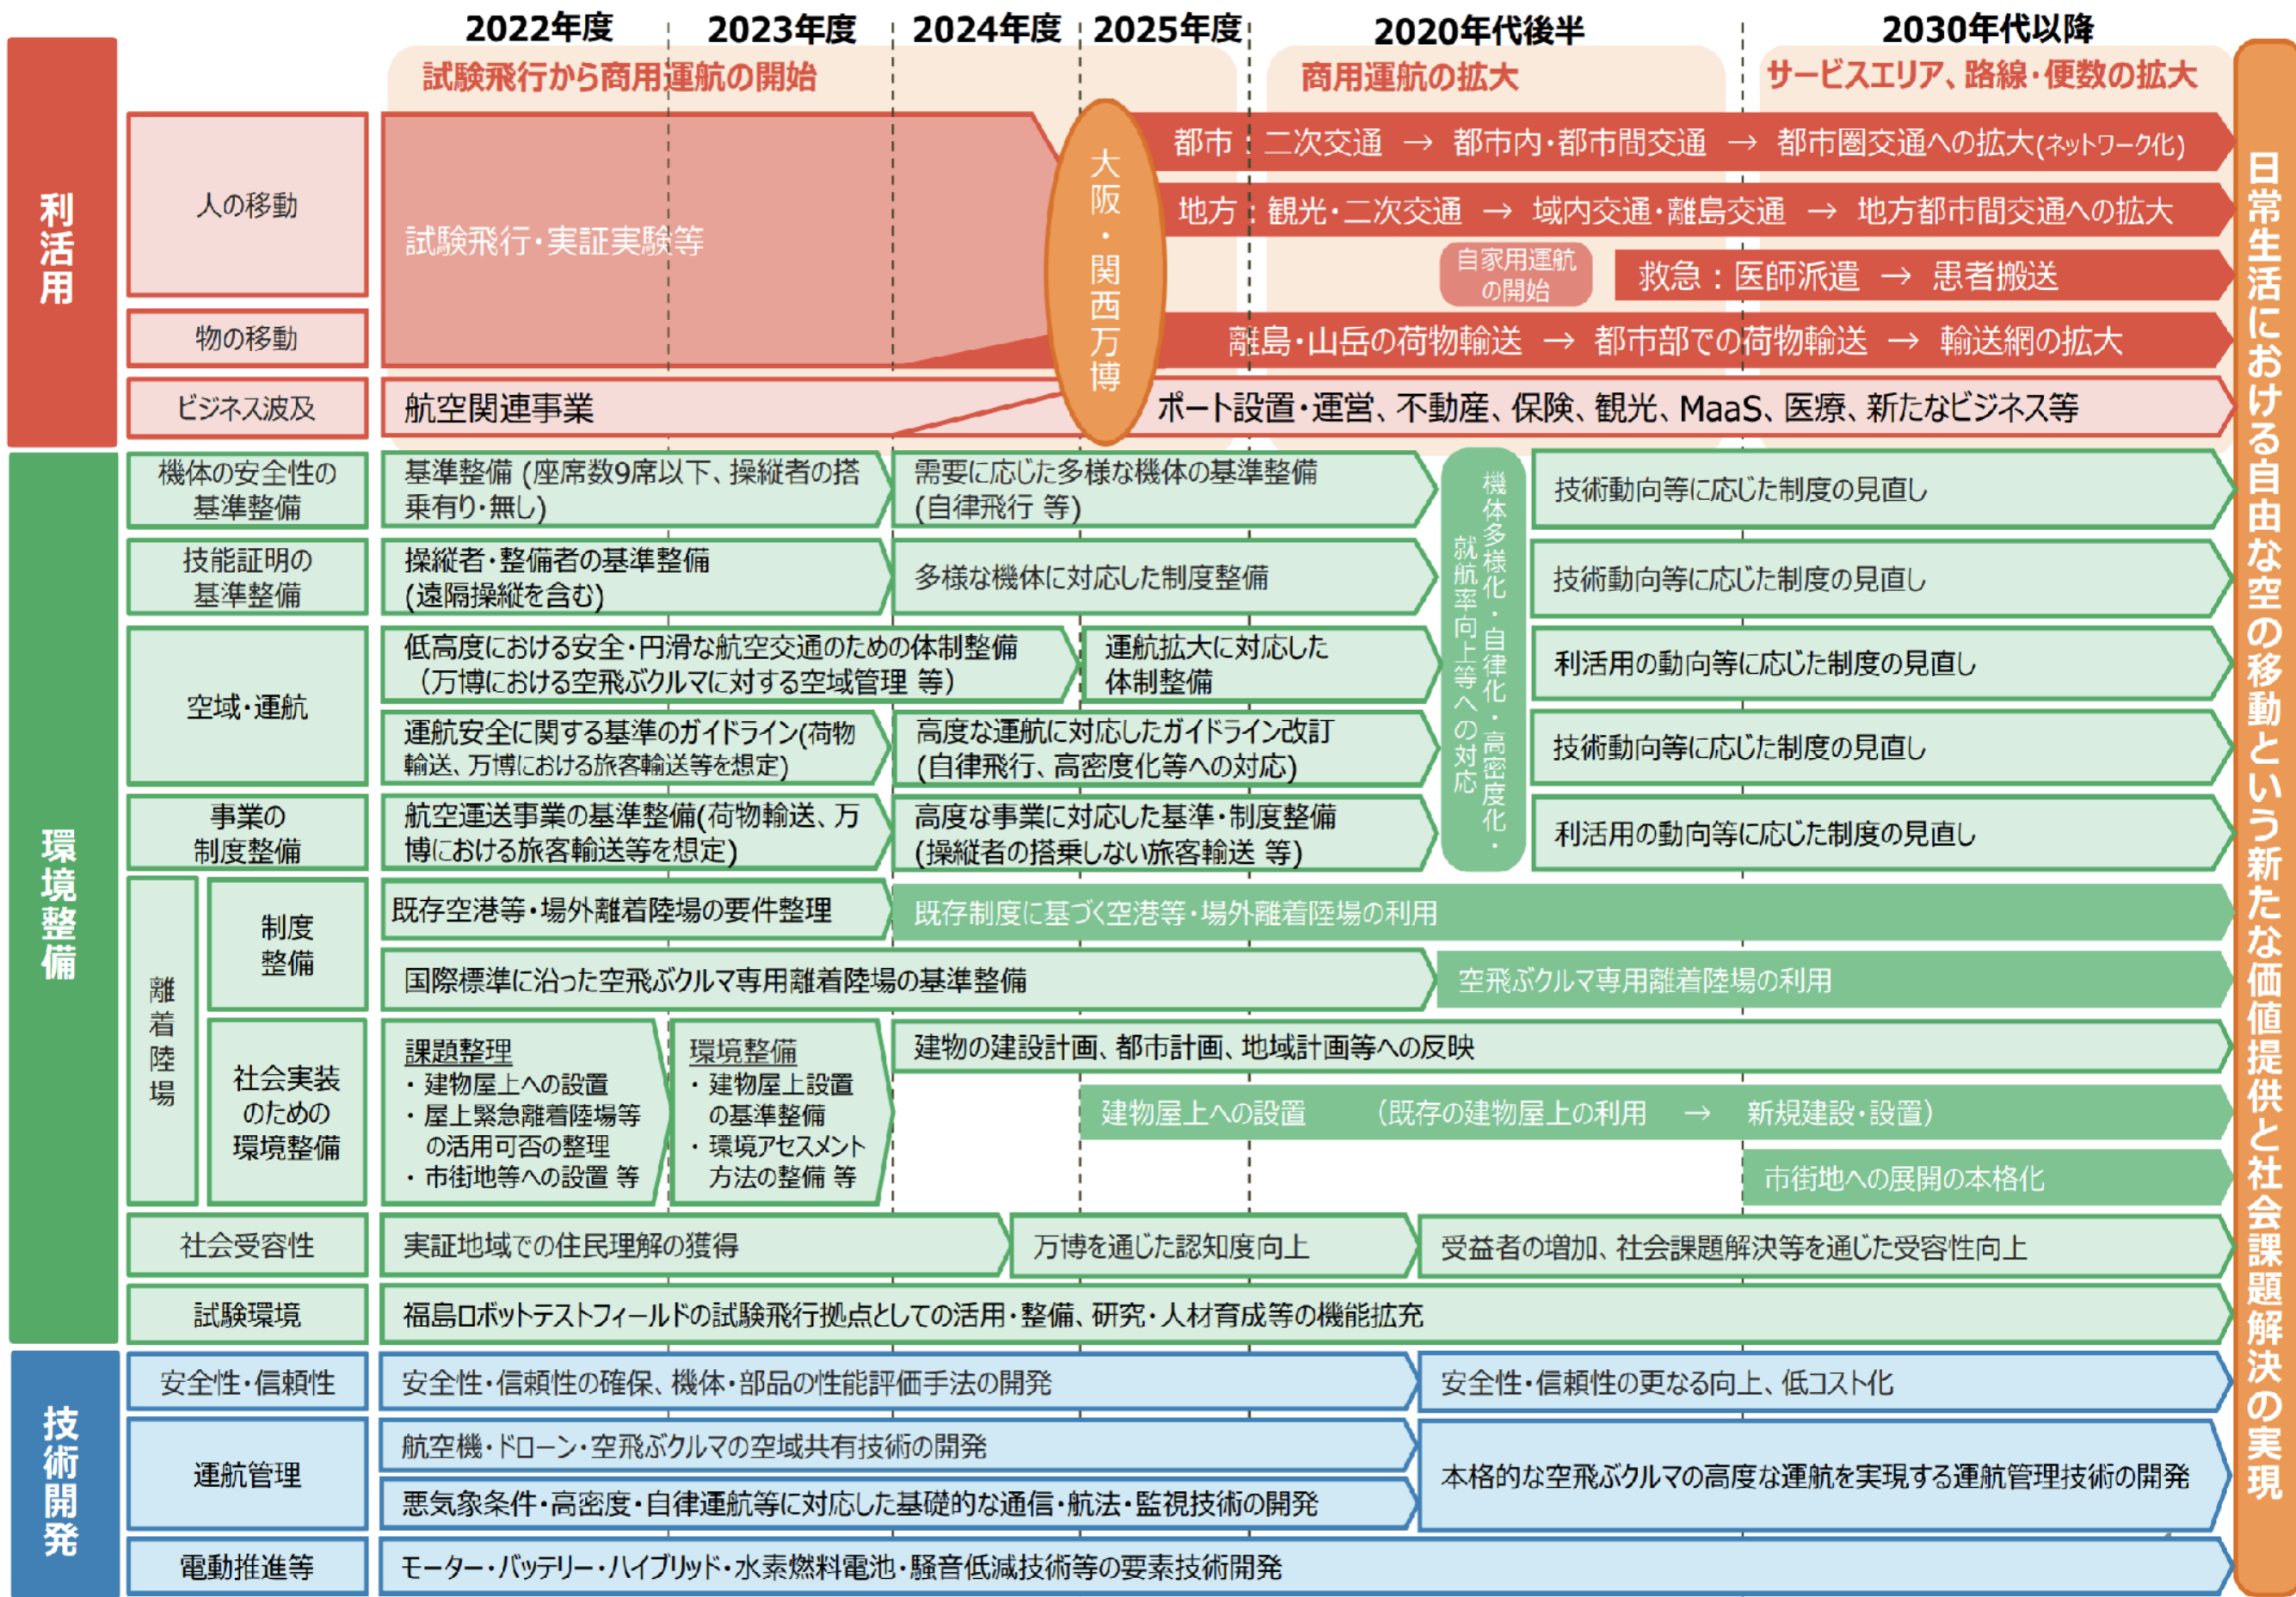 2022年度
2023年度
2024年度
2025年度
2020年代後半
2030年代以降
試験飛行から商用運航の開始
商用運航の拡大
サービスエリア、路線・便数の拡大
利活用
人の移動
試験飛行・実証実験等
大阪・関西万博
都市：二次交通 → 都市内・都市間交通 → 都市圏交通への拡大(ネットワーク化)
地方：観光・二次交通 → 域内交通・離島交通 → 地方都市間交通への拡大
自家用運航
の開始
救急：医師派遣 → 患者搬送
物の移動
離島・山岳の荷物輸送 → 都市部での荷物輸送 → 輸送網の拡大
ビジネス波及
航空関連事業
ポート設置・運営、不動産、保険、観光、MaaS、医療、新たなビジネス等
環境整備
機体の安全性の
基準整備
基準整備 (座席数9席以下、操縦者の搭
乗有り・無し)
需要に応じた多様な機体の基準整備
(自律飛行 等)
機体多様化・自律化・高密度化・
就航率向上等への対応
技術動向等に応じた制度の見直し
技能証明の
基準整備
操縦者・整備者の基準整備
(遠隔操縦を含む)
多様な機体に対応した制度整備
技術動向等に応じた制度の見直し
空域・運航
低高度における安全・円滑な航空交通のための体制整備
（万博における空飛ぶクルマに対する空域管理 等）
運航拡大に対応した
体制整備
利活用の動向等に応じた制度の見直し
運航安全に関する基準のガイドライン(荷物
輸送、万博における旅客輸送等を想定)
高度な運航に対応したガイドライン改訂
(自律飛行、高密度化等への対応)
技術動向等に応じた制度の見直し
事業の
制度整備
航空運送事業の基準整備(荷物輸送、万
博における旅客輸送等を想定)
高度な事業に対応した基準・制度整備
(操縦者の搭乗しない旅客輸送 等)
利活用の動向等に応じた制度の見直し
離着陸場
制度
整備
既存空港等・場外離着陸場の要件整理
既存制度に基づく空港等・場外離着陸場の利用
国際標準に沿った空飛ぶクルマ専用離着陸場の基準整備
空飛ぶクルマ専用離着陸場の利用
社会実装
のための
環境整備
課題整理
・建物屋上への設置
・屋上緊急離着陸場等
の活用可否の整理
・市街地等への設置 等
環境整備
・建物屋上設置
の基準整備
・環境アセスメント
方法の整備 等
建物の建設計画、都市計画、地域計画等への反映
建物屋上への設置 （既存の建物屋上の利用 → 新規建設・設置）
市街地への展開の本格化
社会受容性
実証地域での住民理解の獲得
万博を通じた認知度向上
受益者の増加、社会課題解決等を通じた受容性向上
試験環境
福島ロボットテストフィールドの試験飛行拠点としての活用・整備、研究・人材育成等の機能拡充
技術開発
安全性・信頼性
安全性・信頼性の確保、機体・部品の性能評価手法の開発
安全性・信頼性の更なる向上、低コスト化
運航管理
航空機・ドローン・空飛ぶクルマの空域共有技術の開発
悪気象条件・高密度・自律運航等に対応した基礎的な通信・航法・監視技術の開発
本格的な空飛ぶクルマの高度な運航を実現する運航管理技術の開発
電動推進等
モーター・バッテリー・ハイブリッド・水素燃料電池・騒音低減技術等の要素技術開発
日常生活における自由な空の移動という新たな価値提供と社会課題解決の実現